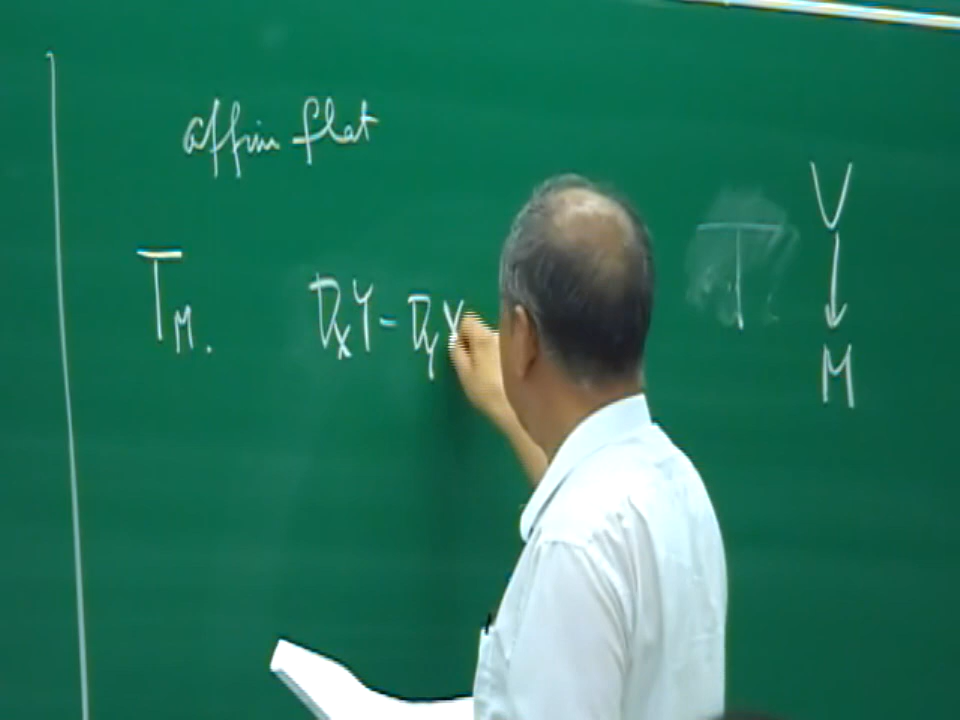 affin flat
T_M.
D_X Y - D_Y X
T
V
↓
M